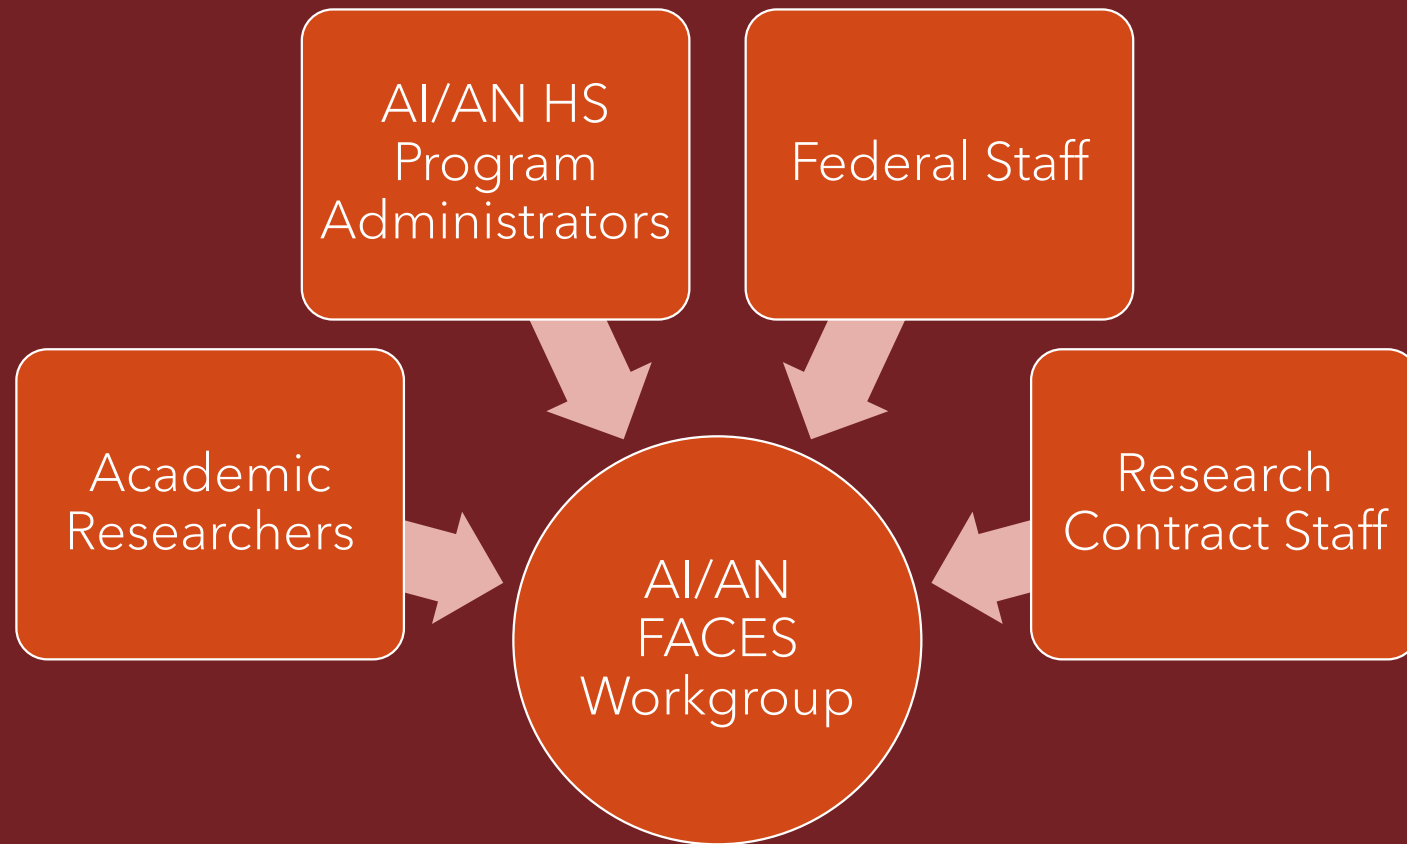 AI/AN HS
Program
Administrators
Federal Staff
Academic
Researchers
Research
Contract Staff
AI/AN
FACES
Workgroup